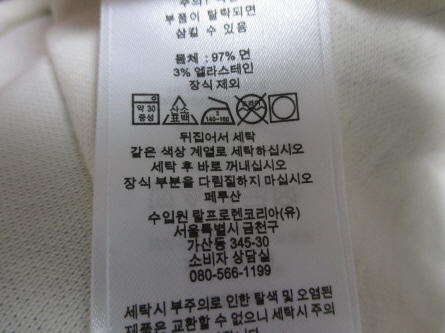 부품이 탈락되면
삼킬 수 있음
몸체 : 97% 면
3% 엘라스테인
장식 제외
약 30 중성 산소 표백 2 140~160 드라이
뒤집어서 세탁
같은 색상 계열로 세탁하십시오
세탁 후 바로 꺼내십시오
장식 부분을 다림질하지 마십시오
페루산
수입원 랄프로렌코리아(유)
서울특별시 금천구
가산동 345-30
소비자 상담실
080-566-1199
세탁시 부주의로 인한 탈색 및 오염된
제품은 교환할 수 없으니 세탁시 주의